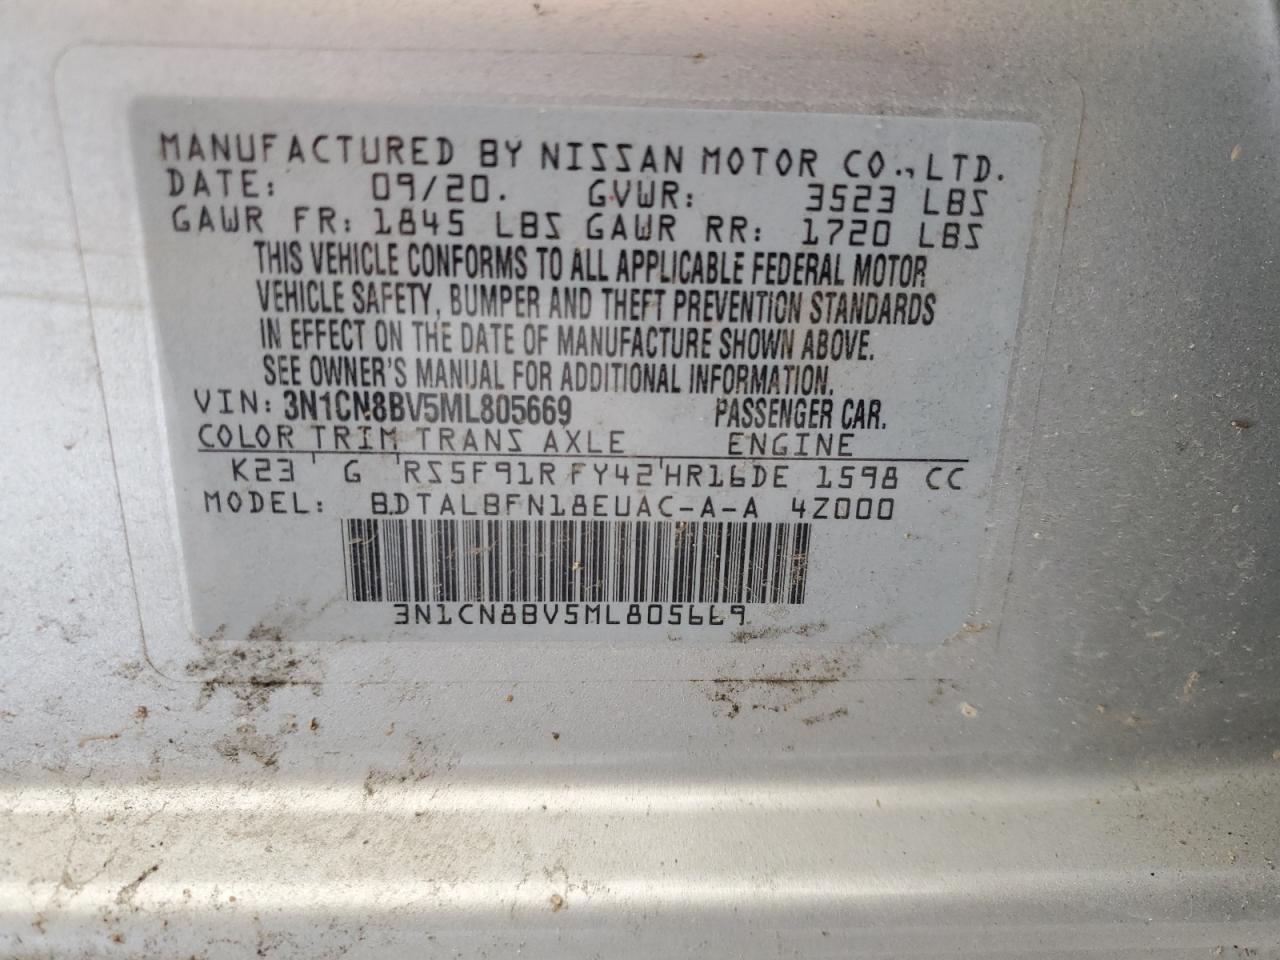 MANUFACTURED BY NISSAN MOTOR CO., LTD.
DATE: 09/20. GVWR: 3523 LBS
GAWR FR: 1845 LBS GAWR RR: 1720 LBS
THIS VEHICLE CONFORMS TO ALL APPLICABLE FEDERAL MOTOR
VEHICLE SAFETY, BUMPER AND THEFT PREVENTION STANDARDS
IN EFFECT ON THE DATE OF MANUFACTURE SHOWN ABOVE.
SEE OWNER'S MANUAL FOR ADDITIONAL INFORMATION.
VIN: 3N1CN8BV5ML805669 PASSENGER CAR.
COLOR TRIM TRANS AXLE ENGINE
K23 ' G ' RS5F91R FY42'HR16DE 1598 CC
MODEL: BDTALBFN18EUAC-A-A 4Z000
3N1CN8BV5ML805669